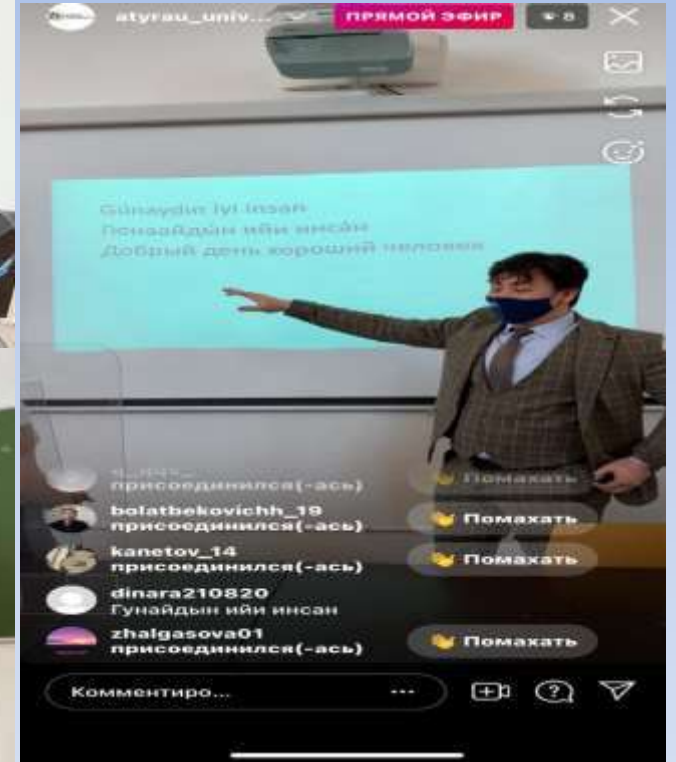 atyrau_univ...
ПРЯМОЙ ЭФИР
8
Günaydın iyi insan
Гюнайдын ийи инсан
Добрый день хороший человек
присоединился(-ась)
Помахать
bolatbekovichh_19
присоединился(-ась)
Помахать
kanetov_14
присоединился(-ась)
Помахать
dinara210820
Гунайдын ийи инсан
zhalgasova01
присоединился(-ась)
Помахать
Комментиро...